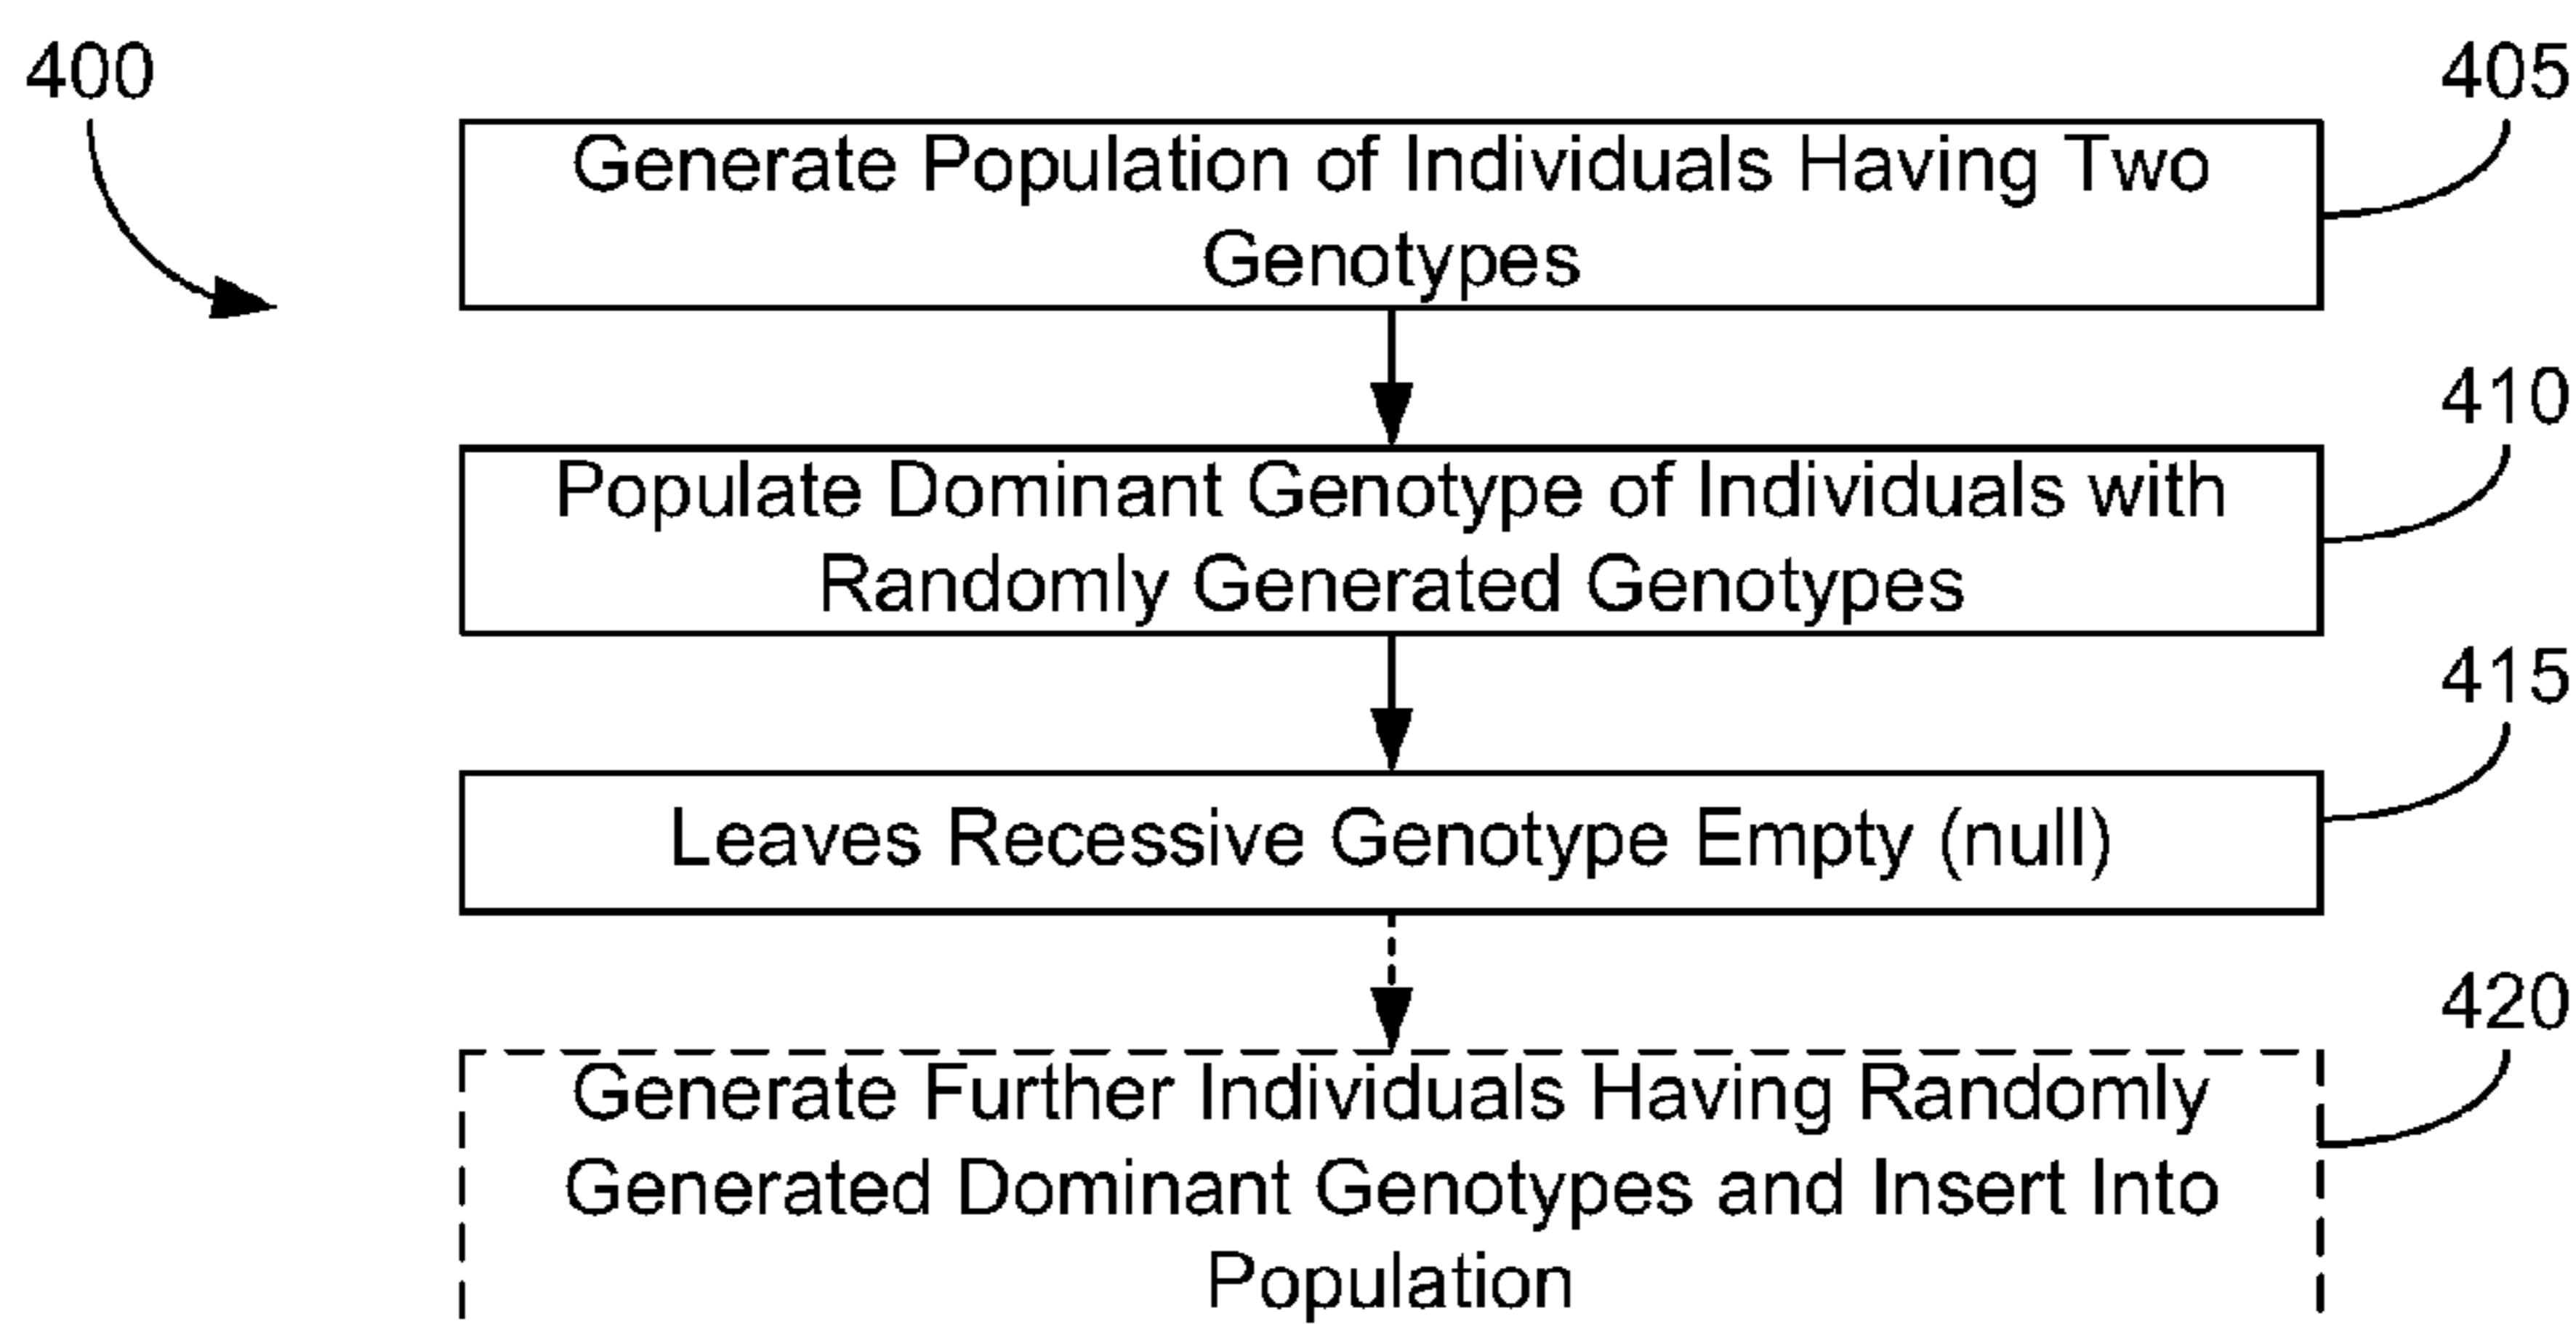 400
405
Generate Population of Individuals Having Two
Genotypes
410
Populate Dominant Genotype of Individuals with
Randomly Generated Genotypes
415
Leaves Recessive Genotype Empty (null)
420
Generate Further Individuals Having Randomly
Generated Dominant Genotypes and Insert Into
Population